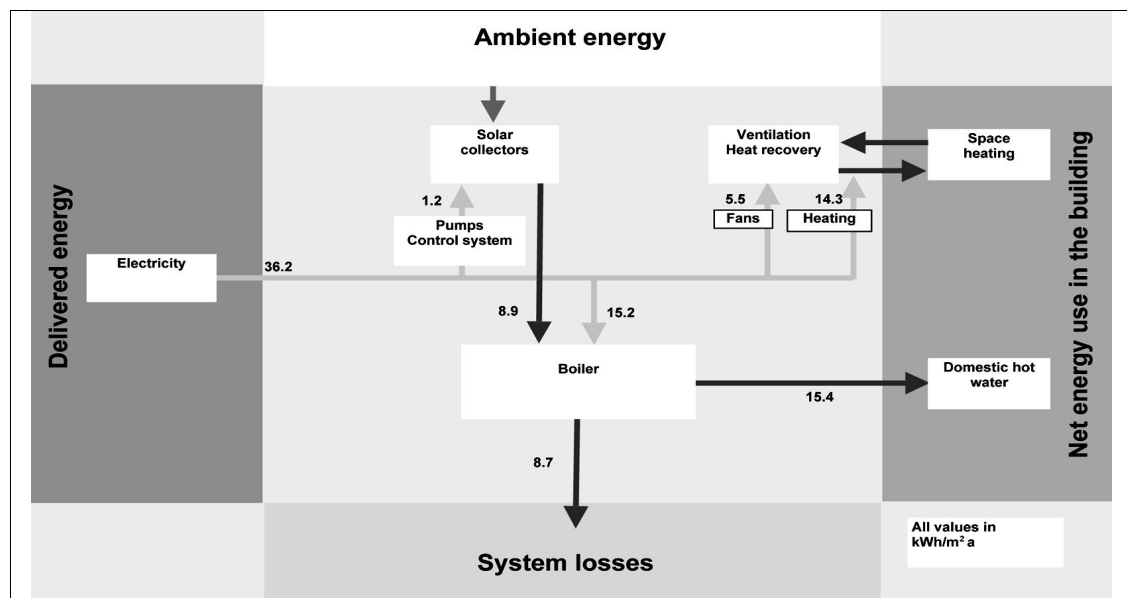 Ambient energy
Solar
collectors
Ventilation
Heat recovery
Space
heating
1.2
5.5
14.3
Pumps
Control system
Fans
Heating
Delivered energy
Electricity
36.2
8.9
15.2
Boiler
Domestic hot
water
15.4
Net energy use in the building
8.7
System losses
All values in
kWh/m² a